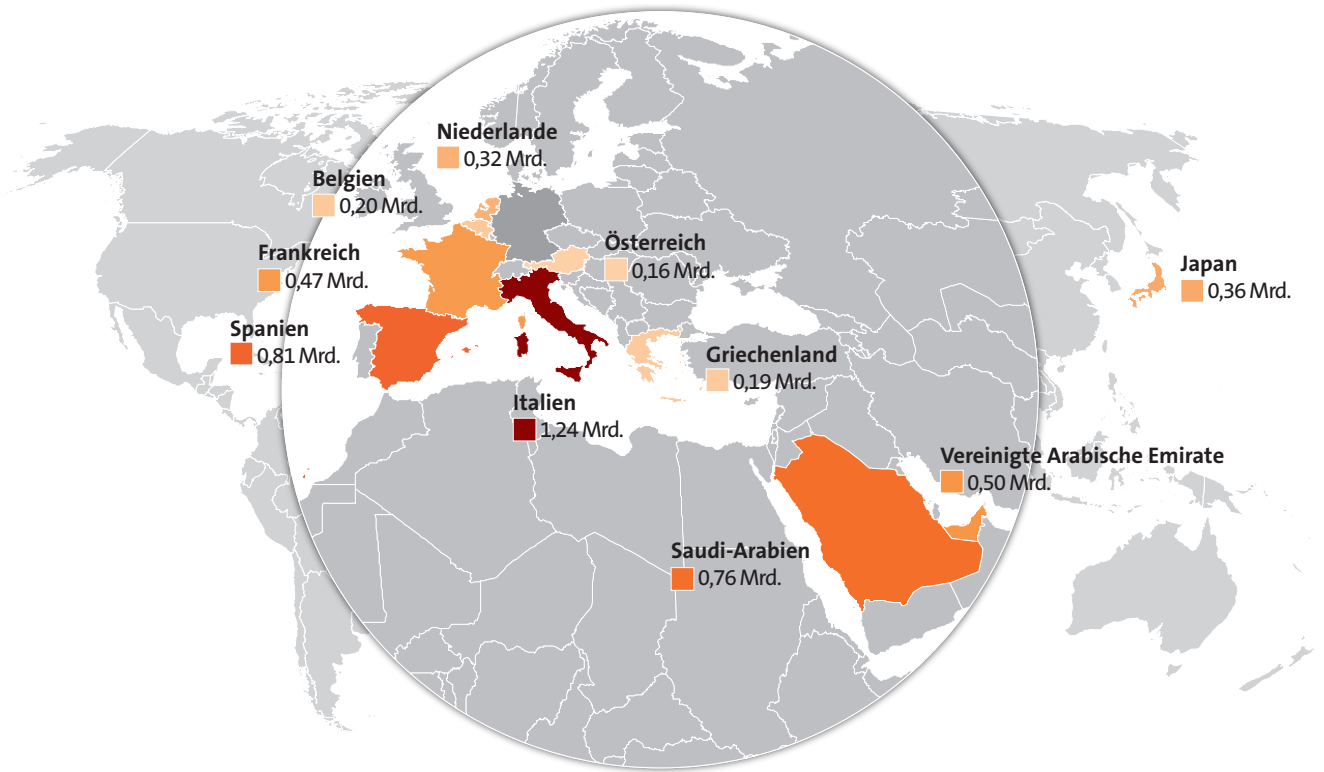 Niederlande
0,32 Mrd.
Belgien
0,20 Mrd.
Frankreich
0,47 Mrd.
Österreich
0,16 Mrd.
Japan
0,36 Mrd.
Spanien
0,81 Mrd.
Griechenland
0,19 Mrd.
Italien
1,24 Mrd.
Vereinigte Arabische Emirate
0,50 Mrd.
Saudi-Arabien
0,76 Mrd.